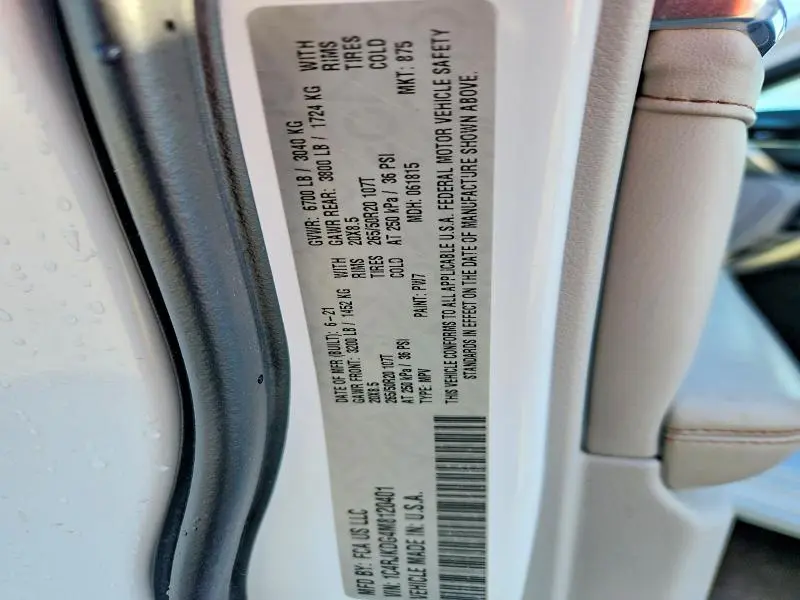 MFD BY: FCA US LLC
DATE OF MFR (BUILT): 6-21
GVWR: 6700 LB / 3040 KG
GAWR FRONT: 3200 LB / 1452 KG WITH
GAWR REAR: 3800 LB / 1724 KG WITH
20X8.5 RIMS
20X8.5 RIMS
265/50R20 107T TIRES
265/50R20 107T TIRES
AT 250 kPa / 36 PSI COLD
AT 250 kPa / 36 PSI COLD
VIN: 1C4RJKDG4M8120401
TYPE: MPV PAINT: PW7 MDH: 061815 MKT: 875
VEHICLE MADE IN: U.S.A.
THIS VEHICLE CONFORMS TO ALL APPLICABLE U.S.A. FEDERAL MOTOR VEHICLE SAFETY
STANDARDS IN EFFECT ON THE DATE OF MANUFACTURE SHOWN ABOVE.